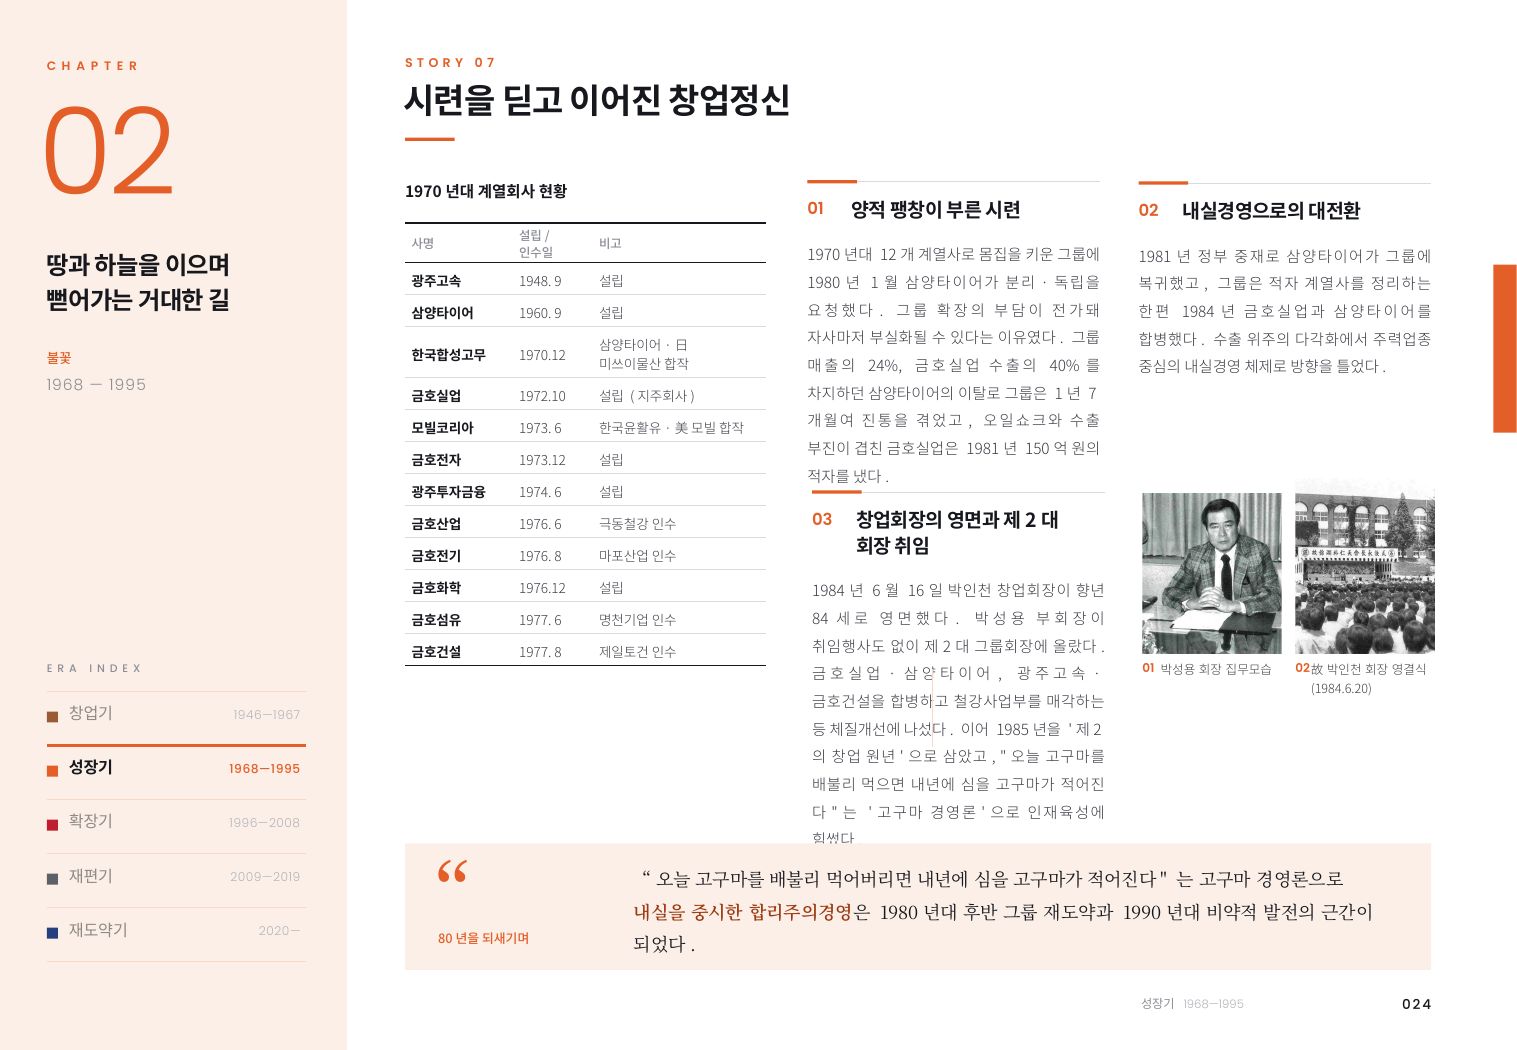 CHAPTER
02
땅과 하늘을 이으며
뻗어가는 거대한 길
불꽃
1968 — 1995
ERA INDEX
창업기 1946—1967
성장기 1968—1995
확장기 1996—2008
재편기 2009—2019
재도약기 2020—
STORY 07
시련을 딛고 이어진 창업정신
1970 년대 계열회사 현황
사명 설립 / 인수일 비고
광주고속 1948. 9 설립
삼양타이어 1960. 9 설립
한국합성고무 1970.12 삼양타이어 · 日
미쓰이물산 합작
금호실업 1972.10 설립 ( 지주회사 )
모빌코리아 1973. 6 한국윤활유 · 美 모빌 합작
금호전자 1973.12 설립
광주투자금융 1974. 6 설립
금호산업 1976. 6 극동철강 인수
금호전기 1976. 8 마포산업 인수
금호화학 1976.12 설립
금호섬유 1977. 6 명천기업 인수
금호건설 1977. 8 제일토건 인수
01 양적 팽창이 부른 시련
1970 년대 12 개 계열사로 몸집을 키운 그룹에
1980 년 1 월 삼양타이어가 분리 · 독립을
요청했다 . 그룹 확장의 부담이 전가돼
자사마저 부실화될 수 있다는 이유였다 . 그룹
매출의 24%, 금호실업 수출의 40% 를
차지하던 삼양타이어의 이탈로 그룹은 1 년 7
개월여 진통을 겪었고 , 오일쇼크와 수출
부진이 겹친 금호실업은 1981 년 150 억 원의
적자를 냈다 .
02 내실경영으로의 대전환
1981 년 정부 중재로 삼양타이어가 그룹에
복귀했고 , 그룹은 적자 계열사를 정리하는
한편 1984 년 금호실업과 삼양타이어를
합병했다 . 수출 위주의 다각화에서 주력업종
중심의 내실경영 체제로 방향을 틀었다 .
03 창업회장의 영면과 제 2 대
회장 취임
1984 년 6 월 16 일 박인천 창업회장이 향년
84 세로 영면했다 . 박성용 부회장이
취임행사도 없이 제 2 대 그룹회장에 올랐다 .
금호실업 · 삼양타이어 , 광주고속 ·
금호건설을 합병하고 철강사업부를 매각하는
등 체질개선에 나섰다 . 이어 1985 년을 ' 제 2
의 창업 원년 ' 으로 삼았고 , " 오늘 고구마를
배불리 먹으면 내년에 심을 고구마가 적어진
다 " 는 ' 고구마 경영론 ' 으로 인재육성에
힘썼다
01 박성용 회장 집무모습
02 故 박인천 회장 영결식
(1984.6.20)
“
80 년을 되새기며
“ 오늘 고구마를 배불리 먹어버리면 내년에 심을 고구마가 적어진다 " 는 고구마 경영론으로
내실을 중시한 합리주의경영은 1980 년대 후반 그룹 재도약과 1990 년대 비약적 발전의 근간이
되었다 .
성장기 1968—1995 024